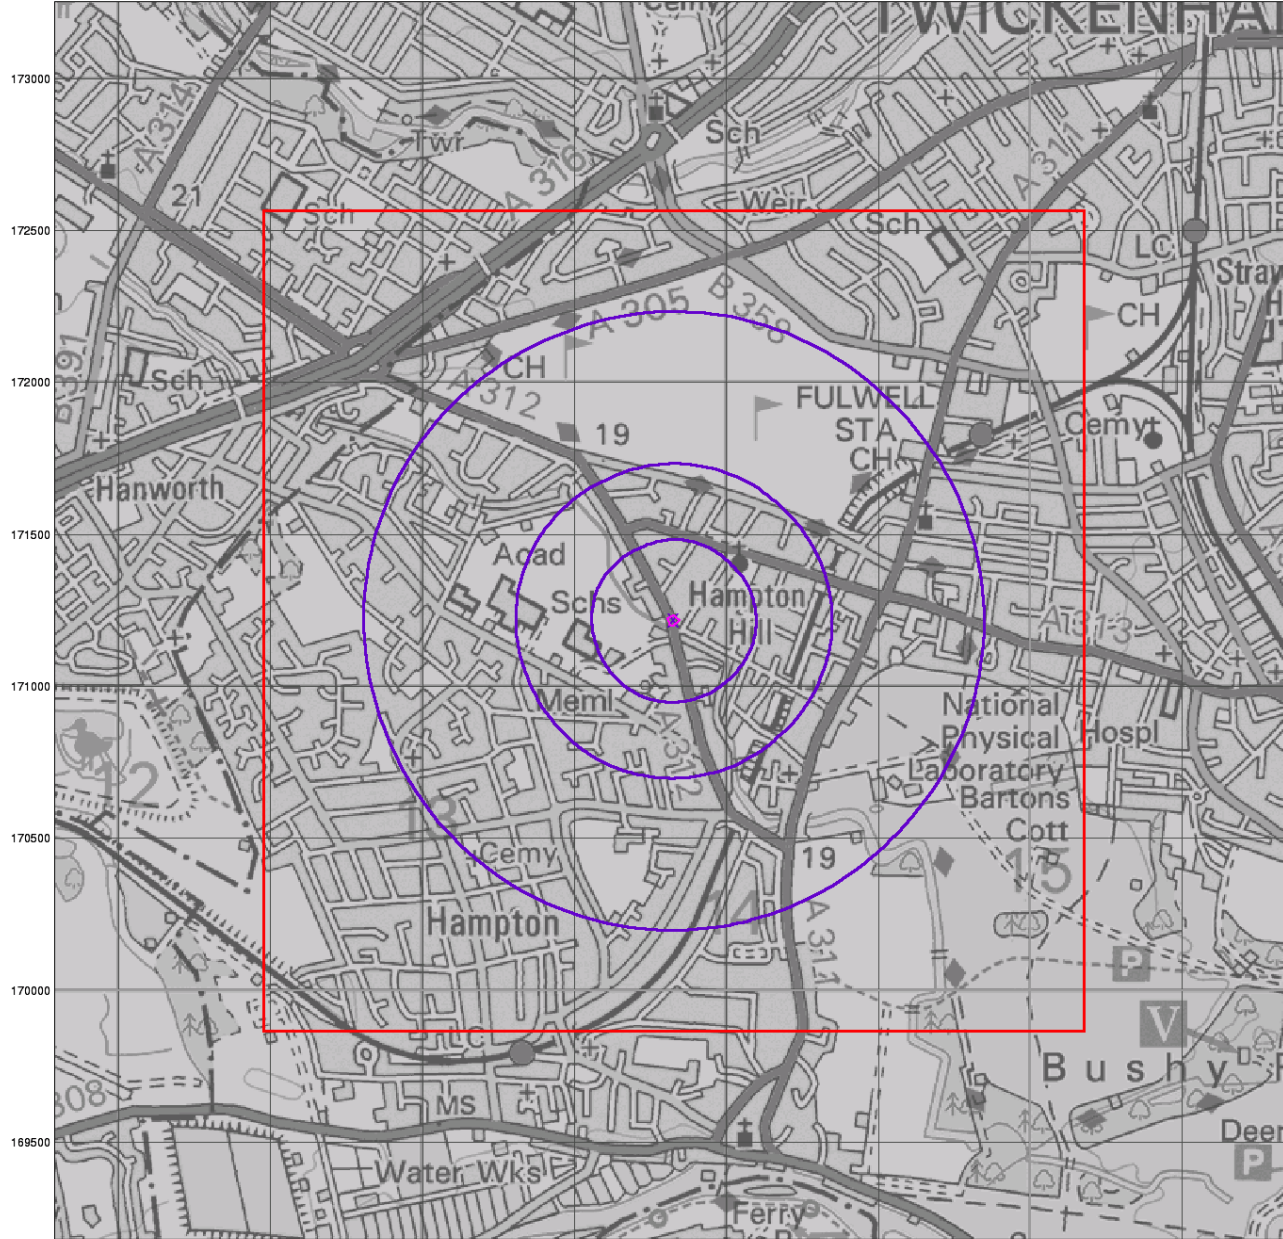 Cemy
TWICKENHA
173000
A 314
Twr
Sch
A 316
A 311
21
Sch
Weir
Sch
172500
LC
Straw
A 305
B 358
CH
B 391
CH
172000
Sch
A 312
FULWELL
STA
CH
Cemy
19
Hanworth
171500
Acad
Schs
Hampton
Hill
A 313
171000
Meml
A 312
National
Physical
Laboratory
Hospl
Bartons
Cott
12
13
170500
Cemy
19
15
Hampton
14
A 311
P
170000
V
LC
Bushy
308
MS
169500
Deer
P
Water Wks
Ferry